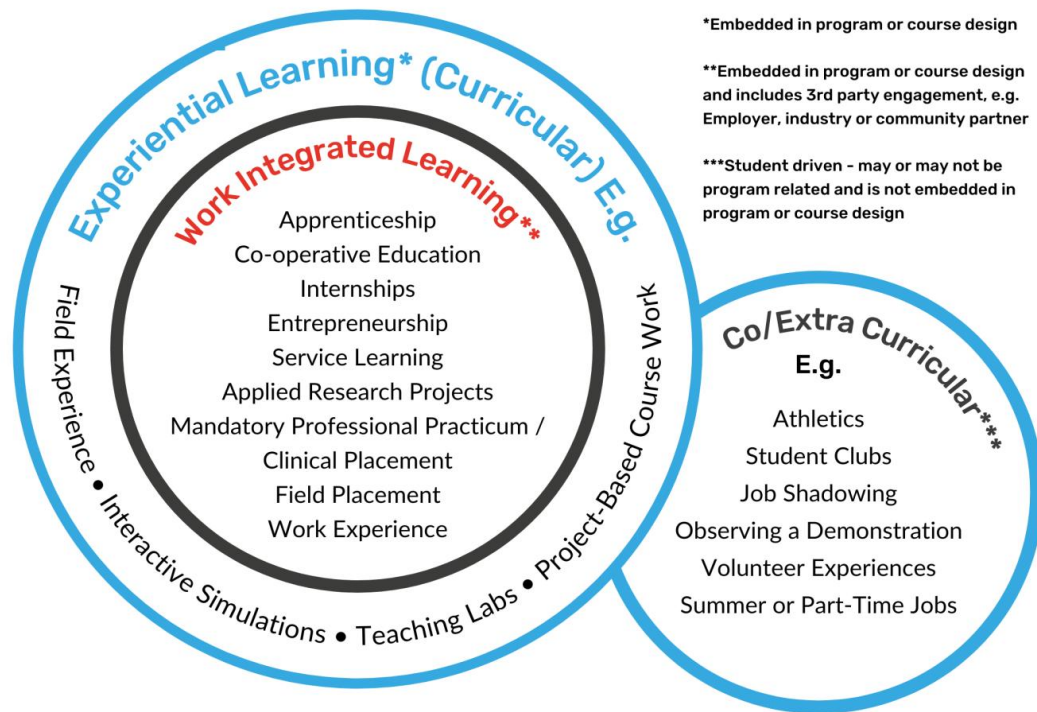 Experiential Learning* (Curricular) E.g.
Work Integrated Learning**
Apprenticeship
Co-operative Education
Internships
Entrepreneurship
Service Learning
Applied Research Projects
Mandatory Professional Practicum /
Clinical Placement
Field Placement
Work Experience
Field Experience • Interactive Simulations • Teaching Labs • Project-Based Course Work
*Embedded in program or course design
**Embedded in program or course design
and includes 3rd party engagement, e.g.
Employer, industry or community partner
***Student driven - may or may not be
program related and is not embedded in
program or course design
Co/Extra Curricular***
E.g.
Athletics
Student Clubs
Job Shadowing
Observing a Demonstration
Volunteer Experiences
Summer or Part-Time Jobs